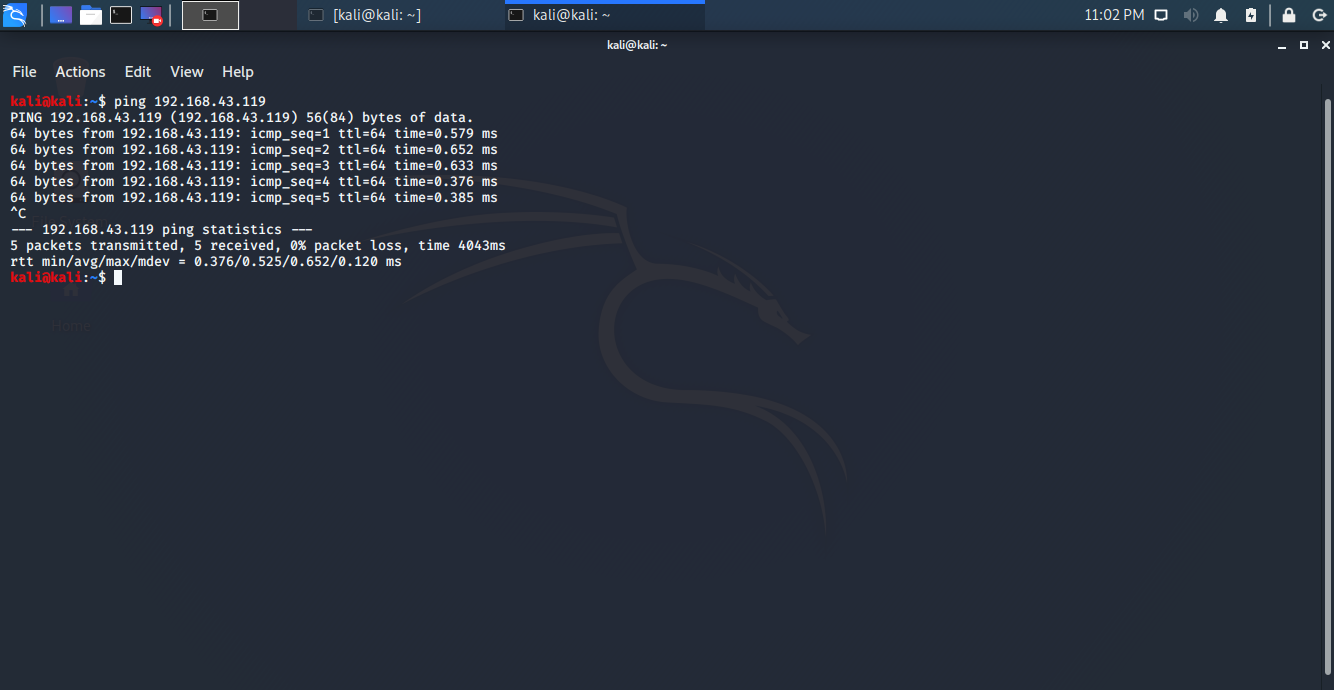 [kali@kali: ~]
kali@kali: ~
11:02 PM
kali@kali: ~
File Actions Edit View Help
kali@kali:~$ ping 192.168.43.119
PING 192.168.43.119 (192.168.43.119) 56(84) bytes of data.
64 bytes from 192.168.43.119: icmp_seq=1 ttl=64 time=0.579 ms
64 bytes from 192.168.43.119: icmp_seq=2 ttl=64 time=0.652 ms
64 bytes from 192.168.43.119: icmp_seq=3 ttl=64 time=0.633 ms
64 bytes from 192.168.43.119: icmp_seq=4 ttl=64 time=0.376 ms
64 bytes from 192.168.43.119: icmp_seq=5 ttl=64 time=0.385 ms
^C
--- 192.168.43.119 ping statistics ---
5 packets transmitted, 5 received, 0% packet loss, time 4043ms
rtt min/avg/max/mdev = 0.376/0.525/0.652/0.120 ms
kali@kali:~$
Home